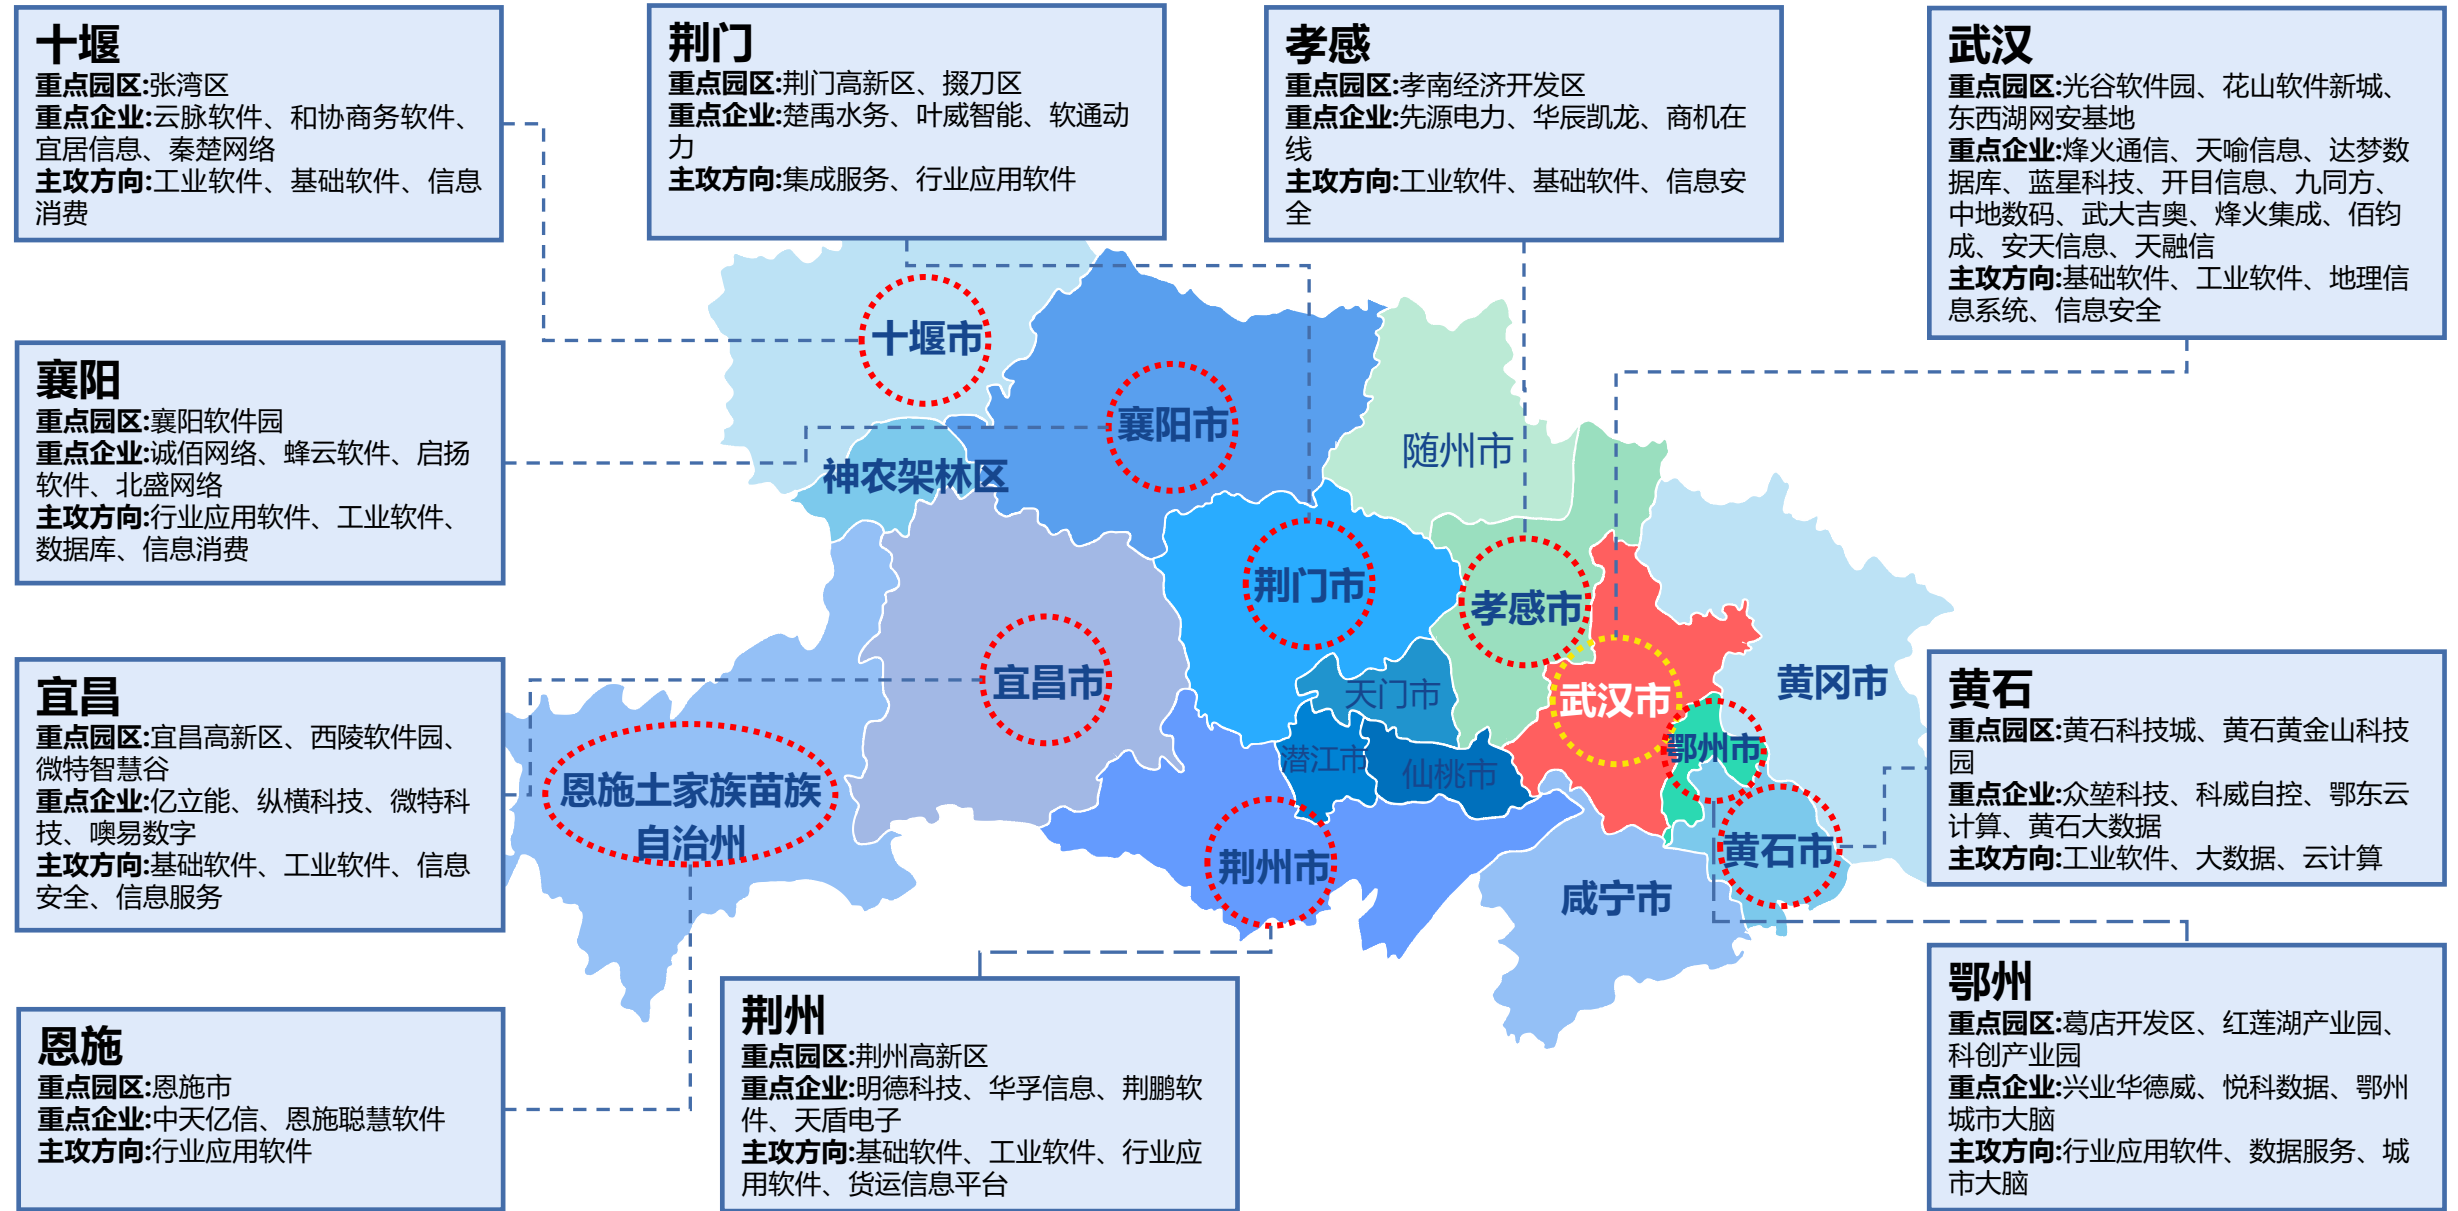 十堰
重点园区:张湾区
重点企业:云脉软件、和协商务软件、
宜居信息、秦楚网络
主攻方向:工业软件、基础软件、信息
消费
荆门
重点园区:荆门高新区、掇刀区
重点企业:楚禹水务、叶威智能、软通动
力
主攻方向:集成服务、行业应用软件
孝感
重点园区:孝南经济开发区
重点企业:先源电力、华辰凯龙、商机在
线
主攻方向:工业软件、基础软件、信息安
全
武汉
重点园区:光谷软件园、花山软件新城、
东西湖网安基地
重点企业:烽火通信、天喻信息、达梦数
据库、蓝星科技、开目信息、九同方、
中地数码、武大吉奥、烽火集成、佰钧
成、安天信息、天融信
主攻方向:基础软件、工业软件、地理信
息系统、信息安全
襄阳
重点园区:襄阳软件园
重点企业:诚佰网络、蜂云软件、启扬
软件、北盛网络
主攻方向:行业应用软件、工业软件、
数据库、信息消费
宜昌
重点园区:宜昌高新区、西陵软件园、
微特智慧谷
重点企业:亿立能、纵横科技、微特科
技、噢易数字
主攻方向:基础软件、工业软件、信息
安全、信息服务
恩施
重点园区:恩施市
重点企业:中天亿信、恩施聪慧软件
主攻方向:行业应用软件
荆州
重点园区:荆州高新区
重点企业:明德科技、华孚信息、荆鹏软
件、天盾电子
主攻方向:基础软件、工业软件、行业应
用软件、货运信息平台
黄石
重点园区:黄石科技城、黄石黄金山科技
园
重点企业:众堃科技、科威自控、鄂东云
计算、黄石大数据
主攻方向:工业软件、大数据、云计算
鄂州
重点园区:葛店开发区、红莲湖产业园、
科创产业园
重点企业:兴业华德威、悦科数据、鄂州
城市大脑
主攻方向:行业应用软件、数据服务、城
市大脑
十堰市
襄阳市
神农架林区
随州市
荆门市
孝感市
宜昌市
天门市
武汉市
黄冈市
潜江市
仙桃市
鄂州市
恩施土家族苗族
自治州
荆州市
黄石市
咸宁市